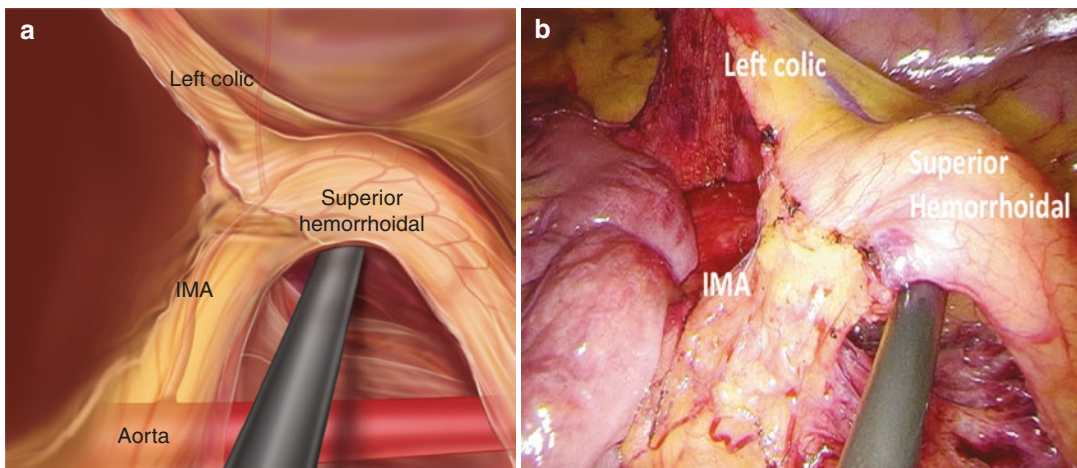 a
Left colic
Superior
hemorrhoidal
IMA
Aorta
b
Left colic
Superior
Hemorrhoidal
IMA